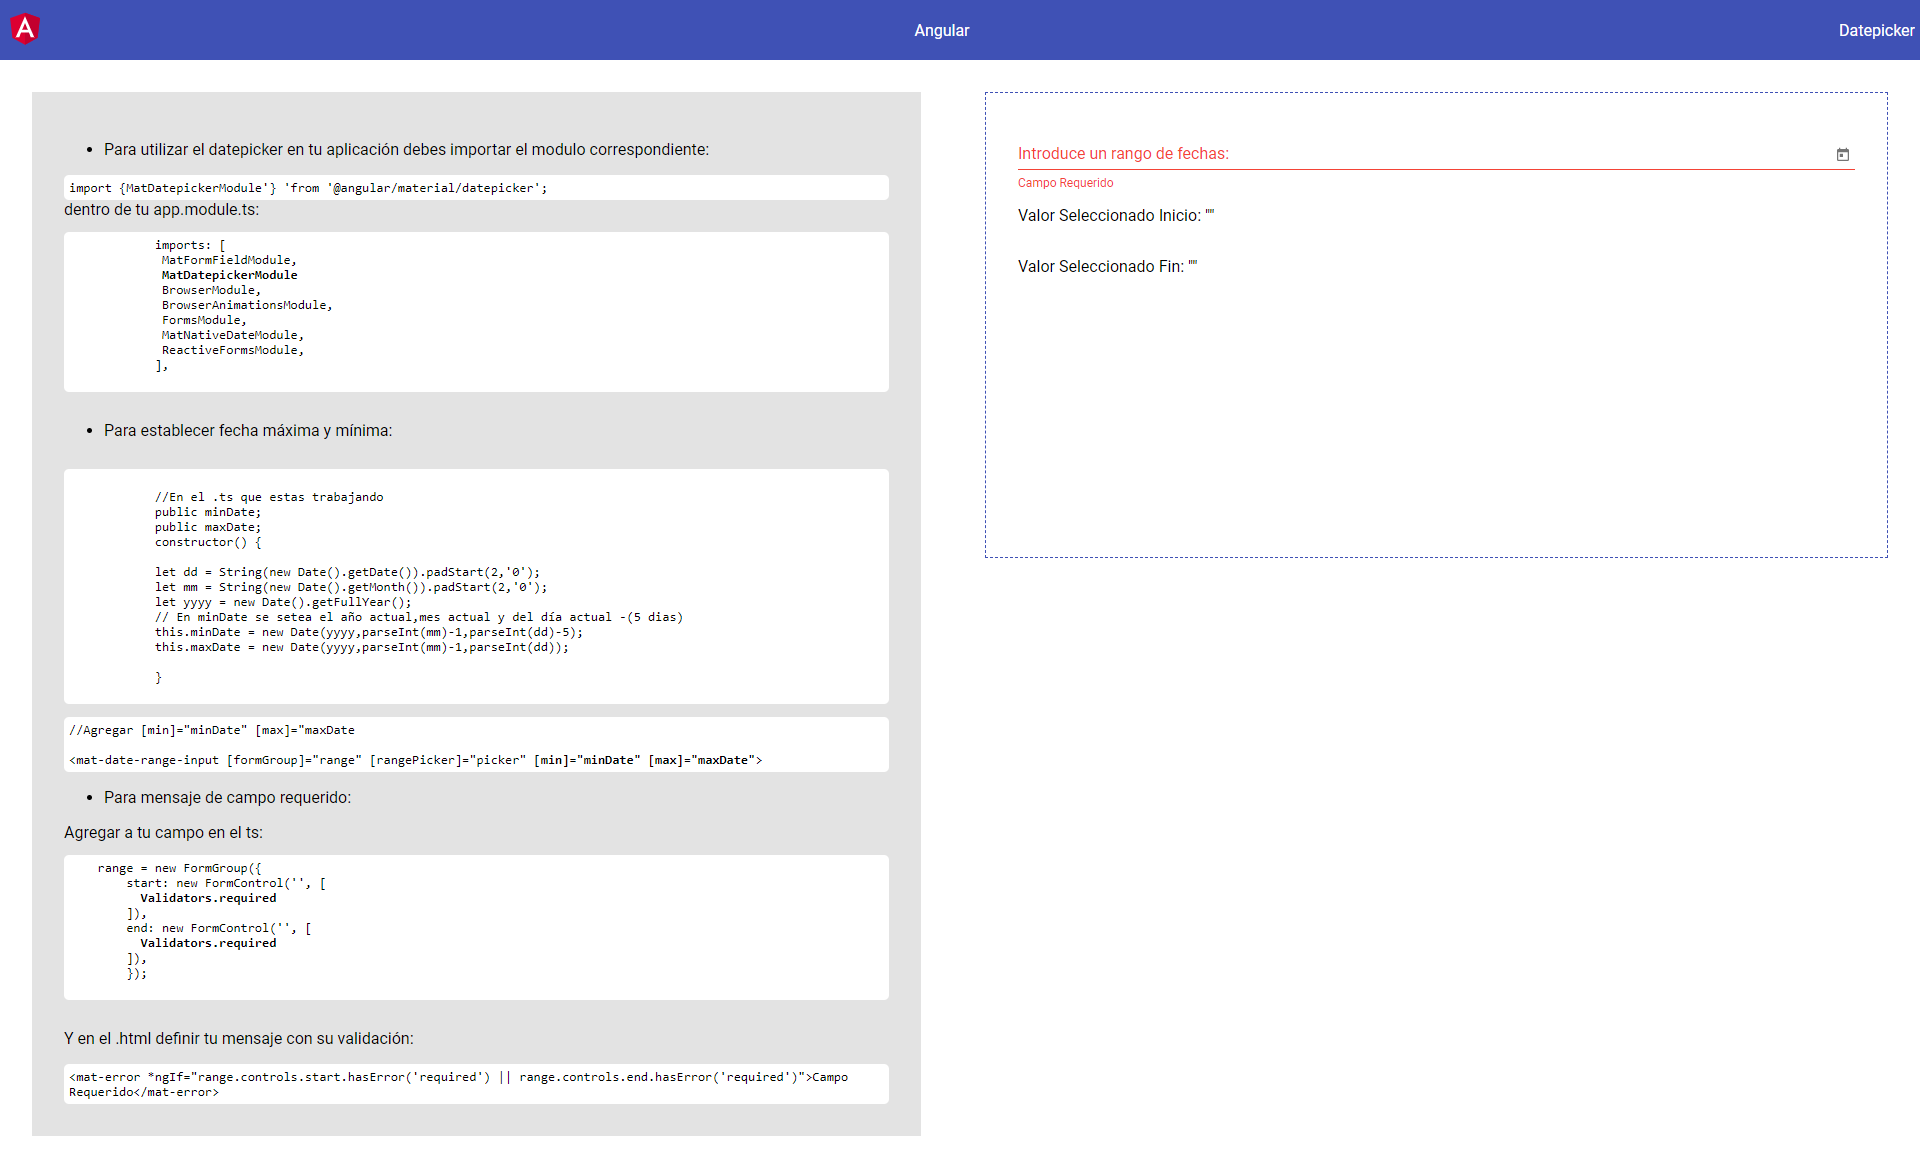 Angular
Datepicker
Para utilizar el datepicker en tu aplicación debes importar el modulo correspondiente:
import {MatDatepickerModule'} 'from '@angular/material/datepicker';
dentro de tu app.module.ts:
imports: [
MatFormFieldModule,
MatDatepickerModule
BrowserModule,
BrowserAnimationsModule,
FormsModule,
MatNativeDateModule,
ReactiveFormsModule,
],
Para establecer fecha máxima y mínima:
//En el .ts que estas trabajando
public minDate;
public maxDate;
constructor() {
let dd = String(new Date().getDate()).padStart(2,'0');
let mm = String(new Date().getMonth()).padStart(2,'0');
let yyyy = new Date().getFullYear();
// En minDate se setea el año actual,mes actual y del día actual -(5 dias)
this.minDate = new Date(yyyy,parseInt(mm)-1,parseInt(dd)-5);
this.maxDate = new Date(yyyy,parseInt(mm)-1,parseInt(dd));
}
//Agregar [min]="minDate" [max]="maxDate
<mat-date-range-input [formGroup]="range" [rangePicker]="picker" [min]="minDate" [max]="maxDate">
Para mensaje de campo requerido:
Agregar a tu campo en el ts:
range = new FormGroup({
start: new FormControl('', [
Validators.required
]),
end: new FormControl('', [
Validators.required
]),
});
Y en el .html definir tu mensaje con su validación:
<mat-error *ngIf="range.controls.start.hasError('required') || range.controls.end.hasError('required')">Campo
Requerido</mat-error>
Introduce un rango de fechas:
Campo Requerido
Valor Seleccionado Inicio: ""
Valor Seleccionado Fin: ""